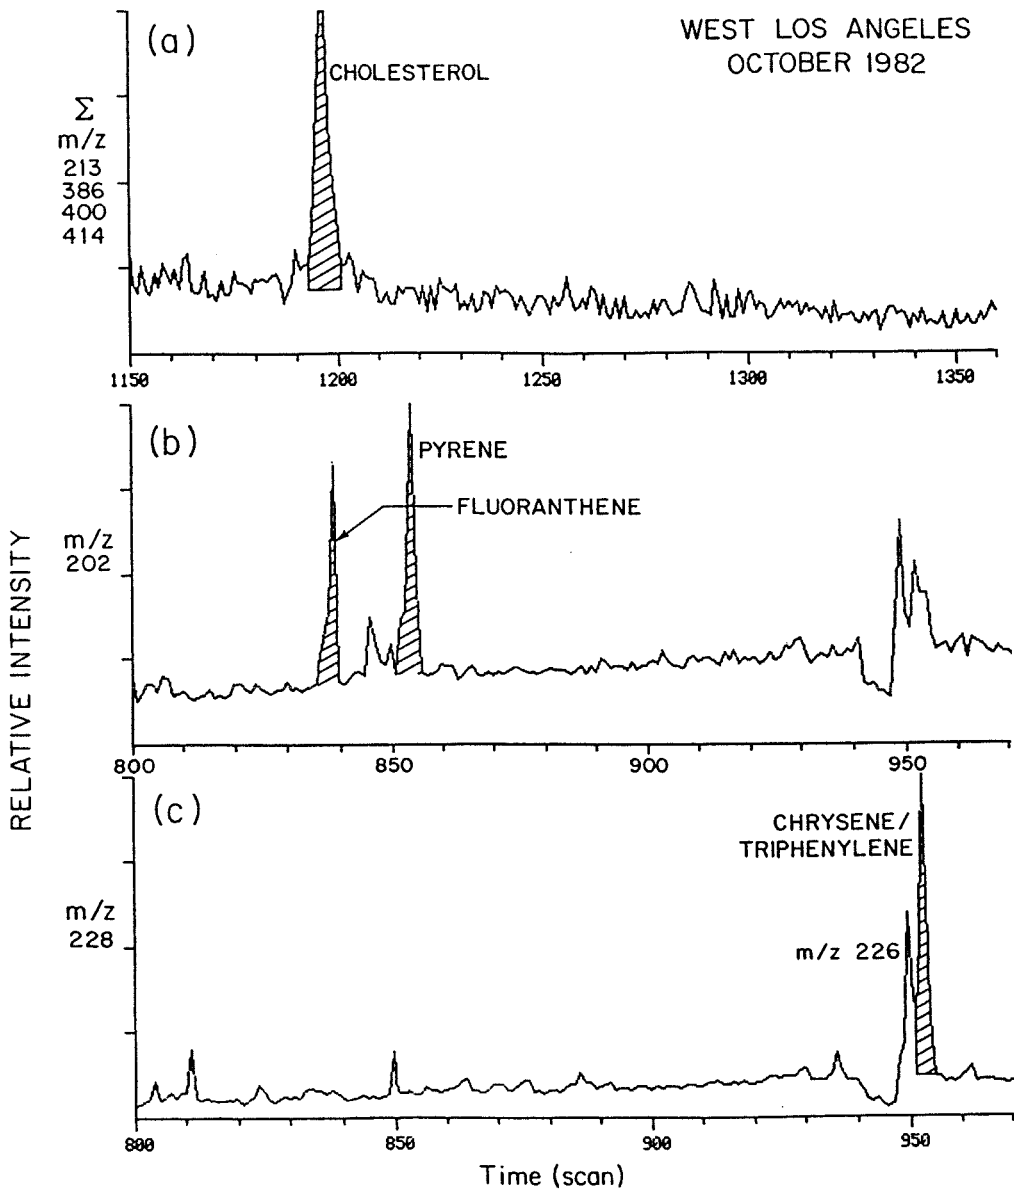 (a)
WEST LOS ANGELES
OCTOBER 1982
CHOLESTEROL
Σ
m/z
213
386
400
414
1150 1200 1250 1300 1350
(b)
PYRENE
FLUORANTHENE
m/z
202
RELATIVE INTENSITY
800 850 900 950
(c)
CHRYSENE/
TRIPHENYLENE
m/z
228
m/z 226
800 850 900 950
Time (scan)